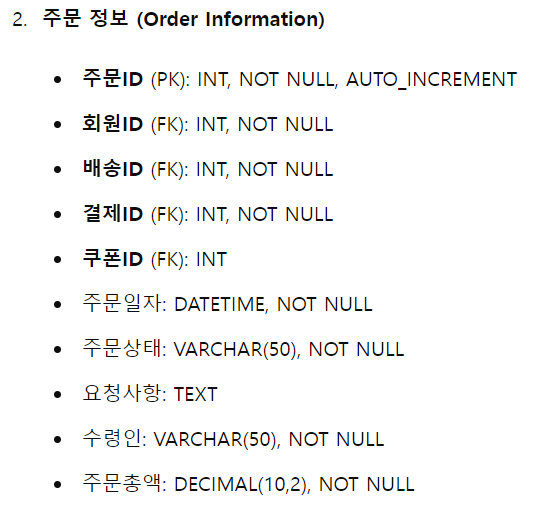 2. 주문 정보 (Order Information)
• 주문ID (PK): INT, NOT NULL, AUTO_INCREMENT
• 회원ID (FK): INT, NOT NULL
• 배송ID (FK): INT, NOT NULL
• 결제ID (FK): INT, NOT NULL
• 쿠폰ID (FK): INT
• 주문일자: DATETIME, NOT NULL
• 주문상태: VARCHAR(50), NOT NULL
• 요청사항: TEXT
• 수령인: VARCHAR(50), NOT NULL
• 주문총액: DECIMAL(10,2), NOT NULL